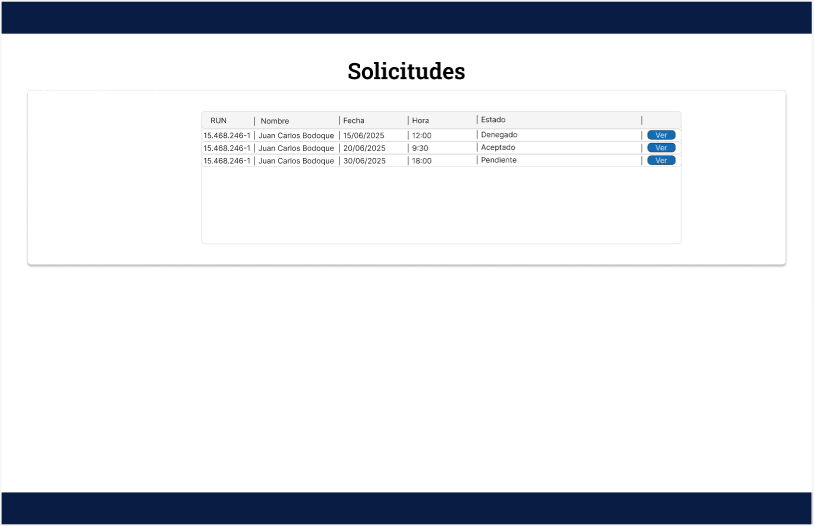 Solicitudes
RUN | Nombre | Fecha | Hora | Estado |
15.468.246-1 | Juan Carlos Bodoque | 15/06/2025 | 12:00 | Denegado | Ver
15.468.246-1 | Juan Carlos Bodoque | 20/06/2025 | 9:30 | Aceptado | Ver
15.468.246-1 | Juan Carlos Bodoque | 30/06/2025 | 18:00 | Pendiente | Ver